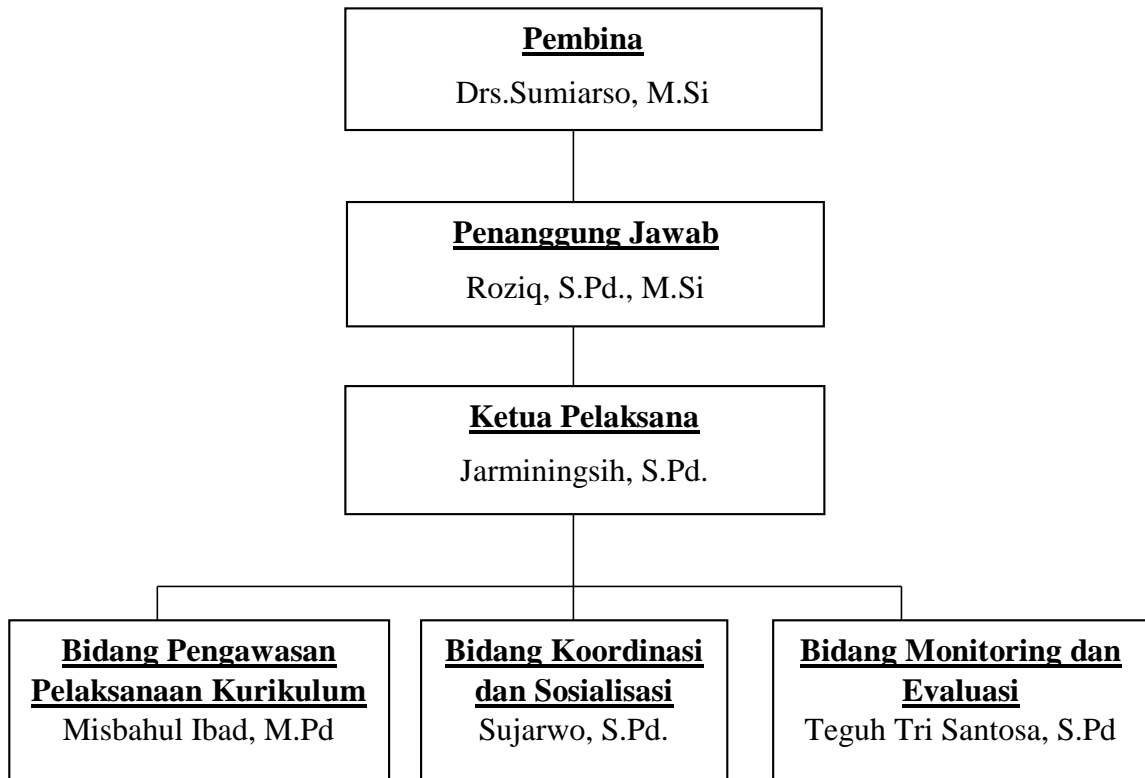 Pembina
Drs.Sumiarso, M.Si
Penanggung Jawab
Roziq, S.Pd., M.Si
Ketua Pelaksana
Jarminingsih, S.Pd.
Bidang Pengawasan
Pelaksanaan Kurikulum
Misbahul Ibad, M.Pd
Bidang Koordinasi
dan Sosialisasi
Sujarwo, S.Pd.
Bidang Monitoring dan
Evaluasi
Teguh Tri Santosa, S.Pd